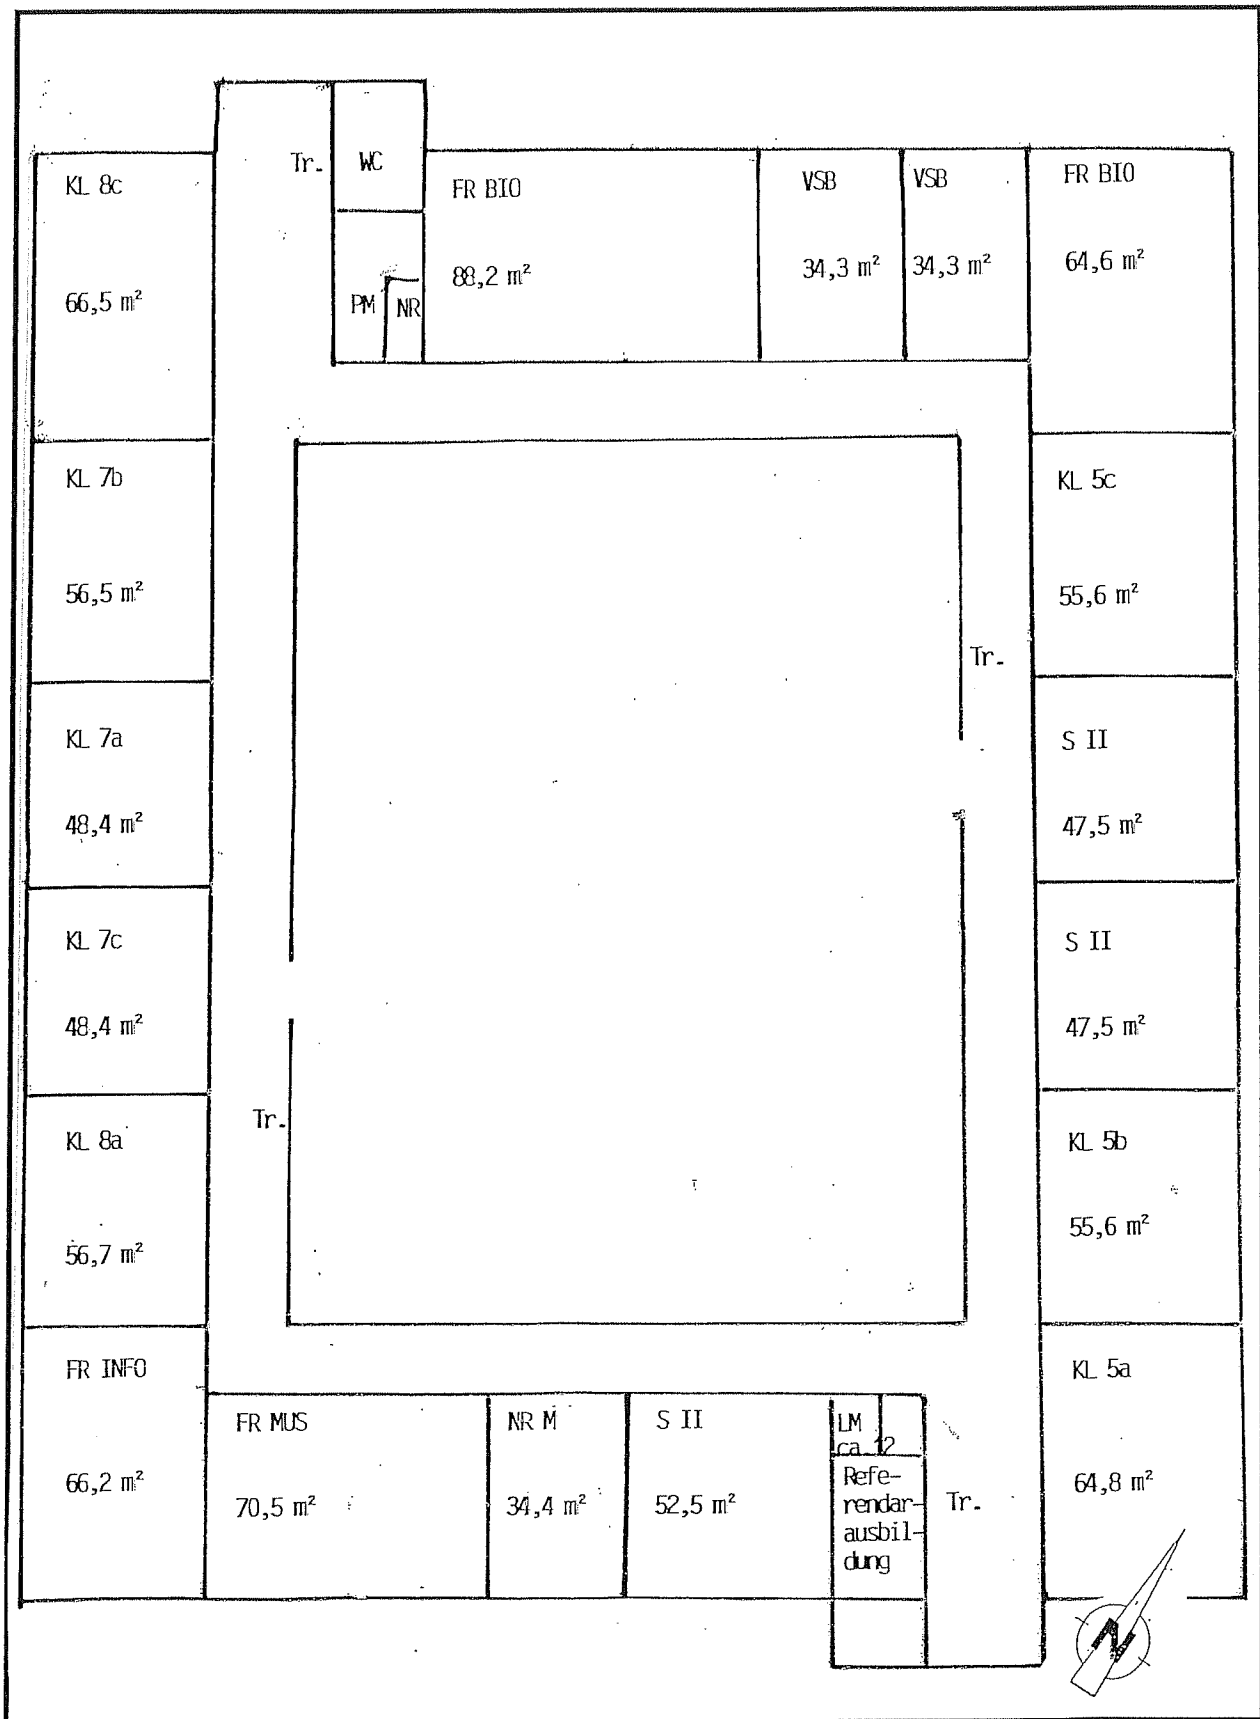 KL 8c
66,5 m²
Tr.
WC
PM
NR
FR BIO
88,2 m²
VSB
34,3 m²
VSB
34,3 m²
FR BIO
64,6 m²
KL 7b
56,5 m²
KL 5c
55,6 m²
Tr.
KL 7a
48,4 m²
S II
47,5 m²
KL 7c
48,4 m²
S II
47,5 m²
Tr.
KL 8a
56,7 m²
KL 5b
55,6 m²
FR INFO
66,2 m²
FR MUS
70,5 m²
NR M
34,4 m²
S II
52,5 m²
LM
ca. 12
Refe-
rendar-
ausbil-
dung
Tr.
KL 5a
64,8 m²
N